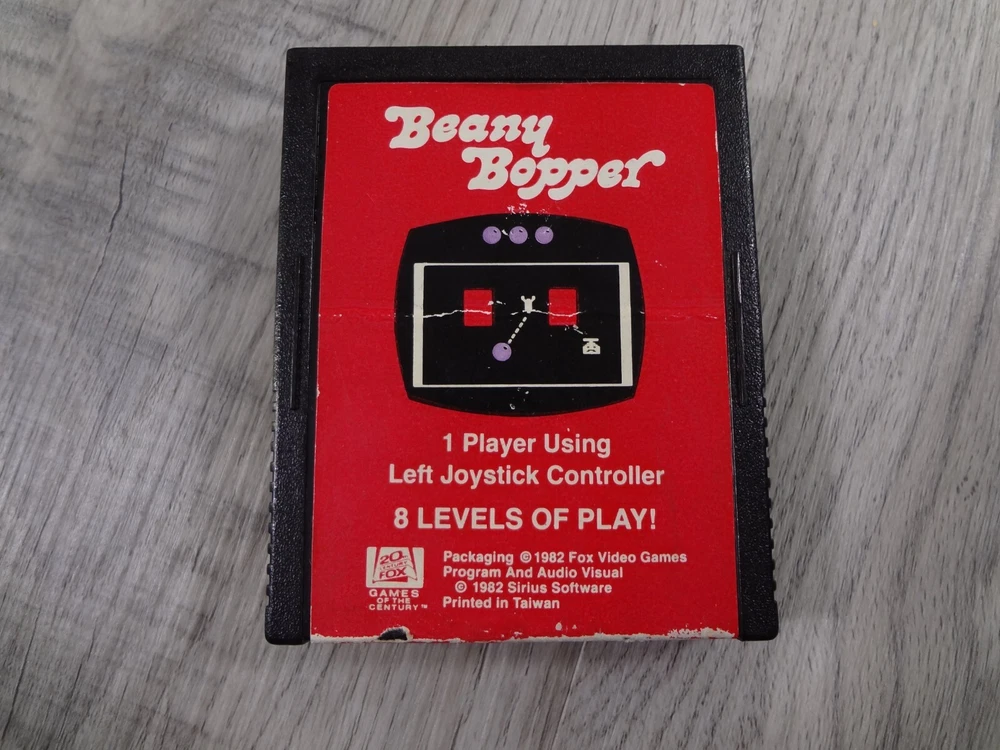 Beany
Bopper
1 Player Using
Left Joystick Controller
8 LEVELS OF PLAY!
20th
CENTURY
FOX
GAMES
OF THE
CENTURY™
Packaging ©1982 Fox Video Games
Program And Audio Visual
© 1982 Sirius Software
Printed in Taiwan